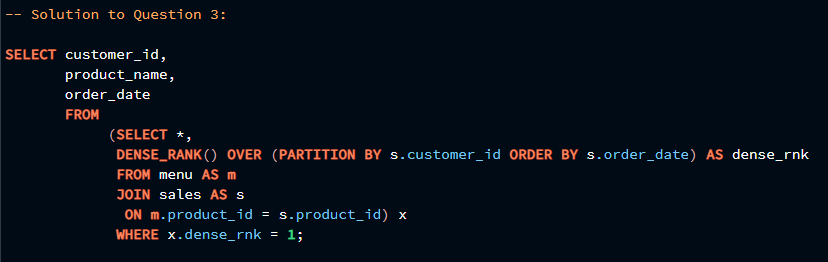 -- Solution to Question 3:
SELECT customer_id,
product_name,
order_date
FROM
(SELECT *,
DENSE_RANK() OVER (PARTITION BY s.customer_id ORDER BY s.order_date) AS dense_rnk
FROM menu AS m
JOIN sales AS s
ON m.product_id = s.product_id) x
WHERE x.dense_rnk = 1;